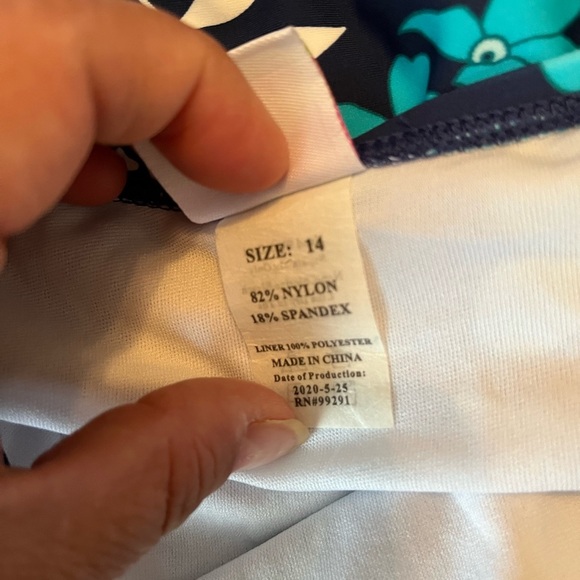 SIZE: 14
82% NYLON
18% SPANDEX
LINER 100% POLYESTER
MADE IN CHINA
Date of Production:
2020-5-25
RN#99291